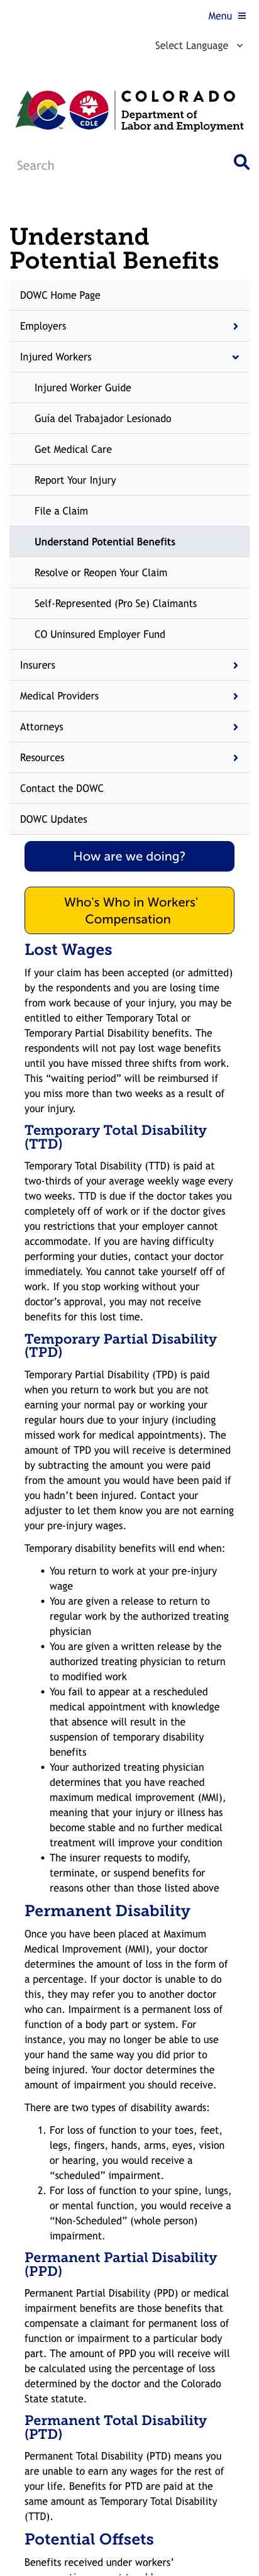 Menu
Select Language
CDLE
COLORADO
Department of
Labor and Employment
Search
Understand
Potential Benefits
DOWC Home Page
Employers
Injured Workers
Injured Worker Guide
Guía del Trabajador Lesionado
Get Medical Care
Report Your Injury
File a Claim
Understand Potential Benefits
Resolve or Reopen Your Claim
Self-Represented (Pro Se) Claimants
CO Uninsured Employer Fund
Insurers
Medical Providers
Attorneys
Resources
Contact the DOWC
DOWC Updates
How are we doing?
Who's Who in Workers'
Compensation
Lost Wages
If your claim has been accepted (or admitted)
by the respondents and you are losing time
from work because of your injury, you may be
entitled to either Temporary Total or
Temporary Partial Disability benefits. The
respondents will not pay lost wage benefits
until you have missed three shifts from work.
This “waiting period” will be reimbursed if
you miss more than two weeks as a result of
your injury.
Temporary Total Disability
(TTD)
Temporary Total Disability (TTD) is paid at
two-thirds of your average weekly wage every
two weeks. TTD is due if the doctor takes you
completely off of work or if the doctor gives
you restrictions that your employer cannot
accommodate. If you are having difficulty
performing your duties, contact your doctor
immediately. You cannot take yourself off of
work. If you stop working without your
doctor’s approval, you may not receive
benefits for this lost time.
Temporary Partial Disability
(TPD)
Temporary Partial Disability (TPD) is paid
when you return to work but you are not
earning your normal pay or working your
regular hours due to your injury (including
missed work for medical appointments). The
amount of TPD you will receive is determined
by subtracting the amount you were paid
from the amount you would have been paid if
you hadn’t been injured. Contact your
adjuster to let them know you are not earning
your pre-injury wages.
Temporary disability benefits will end when:
• You return to work at your pre-injury
wage
• You are given a release to return to
regular work by the authorized treating
physician
• You are given a written release by the
authorized treating physician to return
to modified work
• You fail to appear at a rescheduled
medical appointment with knowledge
that absence will result in the
suspension of temporary disability
benefits
• Your authorized treating physician
determines that you have reached
maximum medical improvement (MMI),
meaning that your injury or illness has
become stable and no further medical
treatment will improve your condition
• The insurer requests to modify,
terminate, or suspend benefits for
reasons other than those listed above
Permanent Disability
Once you have been placed at Maximum
Medical Improvement (MMI), your doctor
determines the amount of loss in the form of
a percentage. If your doctor is unable to do
this, they may refer you to another doctor
who can. Impairment is a permanent loss of
function of a body part or system. For
instance, you may no longer be able to use
your hand the same way you did prior to
being injured. Your doctor determines the
amount of impairment you should receive.
There are two types of disability awards:
1. For loss of function to your toes, feet,
legs, fingers, hands, arms, eyes, vision
or hearing, you would receive a
“scheduled” impairment.
2. For loss of function to your spine, lungs,
or mental function, you would receive a
“Non-Scheduled” (whole person)
impairment.
Permanent Partial Disability
(PPD)
Permanent Partial Disability (PPD) or medical
impairment benefits are those benefits that
compensate a claimant for permanent loss of
function or impairment to a particular body
part. The amount of PPD you will receive will
be calculated using the percentage of loss
determined by the doctor and the Colorado
State statute.
Permanent Total Disability
(PTD)
Permanent Total Disability (PTD) means you
are unable to earn any wages for the rest of
your life. Benefits for PTD are paid at the
same amount as Temporary Total Disability
(TTD).
Potential Offsets
Benefits received under workers’